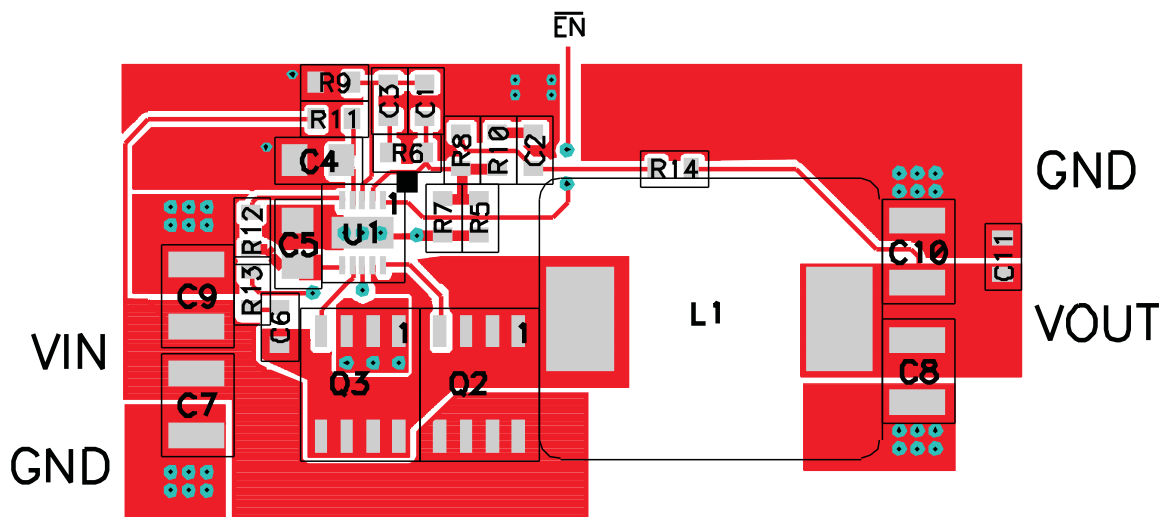 EN
R9
C3
C1
R11
R8
R10
C2
R6
C4
R14
GND
1
R12
C5
U1
R7
R5
C10
C11
R13
C9
C6
L1
VOUT
VIN
1
1
Q3
Q2
C8
C7
GND